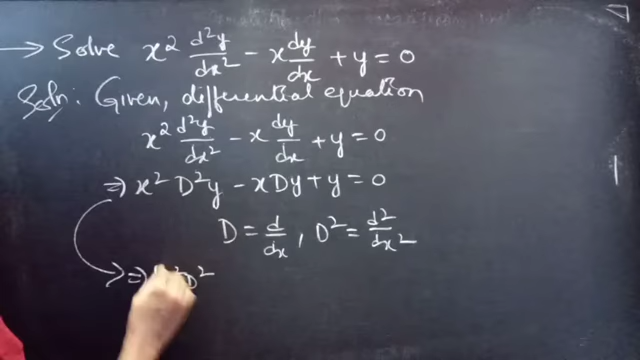 → Solve x² d²y/dx² − x dy/dx + y = 0
Soln: Given, differential equation
x² d²y/dx² − x dy/dx + y = 0
⇒ x² D²y − xDy + y = 0
D = d/dx , D² = d²/dx²
⇒ D²